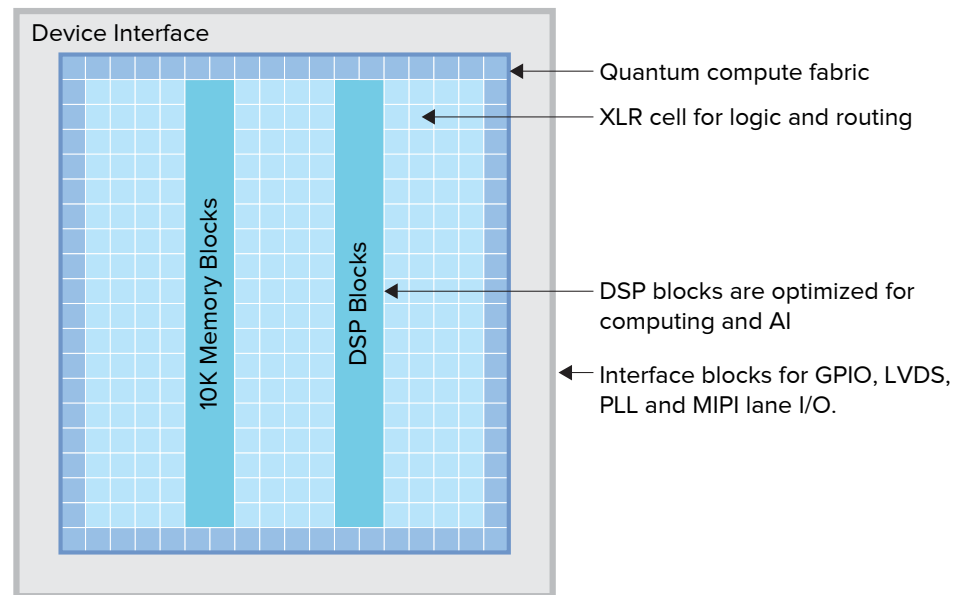 Device Interface
Quantum compute fabric
XLR cell for logic and routing
10K Memory Blocks
DSP Blocks
DSP blocks are optimized for
computing and AI
Interface blocks for GPIO, LVDS,
PLL and MIPI lane I/O.